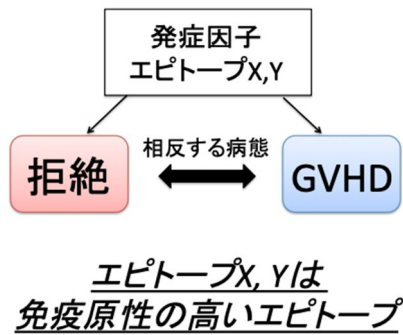 発症因子
エピトープX,Y
相反する病態
拒絶
GVHD
エピトープX, Yは
免疫原性の高いエピトープ